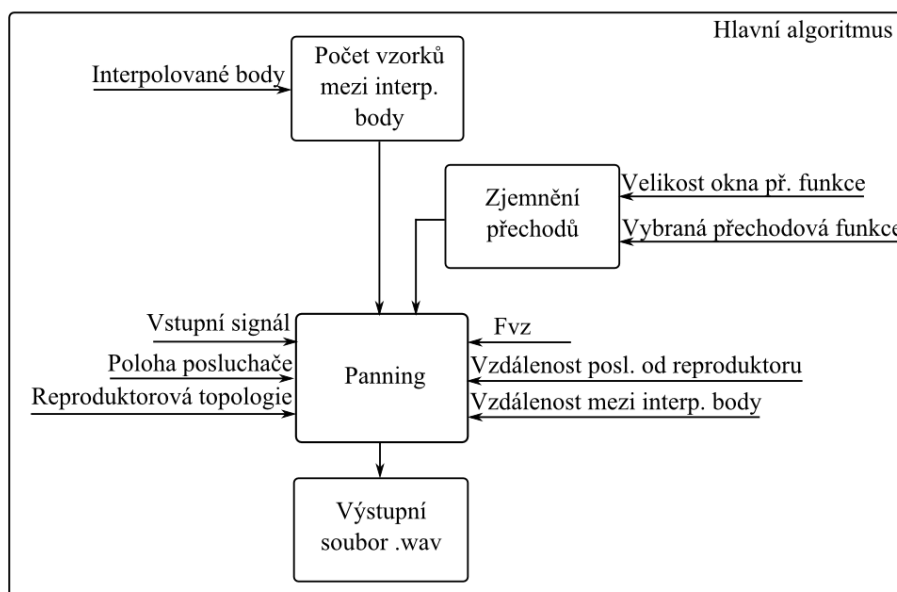 Hlavní algoritmus
Interpolované body
Počet vzorků
mezi interp.
body
Zjemnění
přechodů
Velikost okna př. funkce
Vybraná přechodová funkce
Vstupní signál
Poloha posluchače
Reproduktorová topologie
Panning
Fvz
Vzdálenost posl. od reproduktoru
Vzdálenost mezi interp. body
Výstupní
soubor .wav